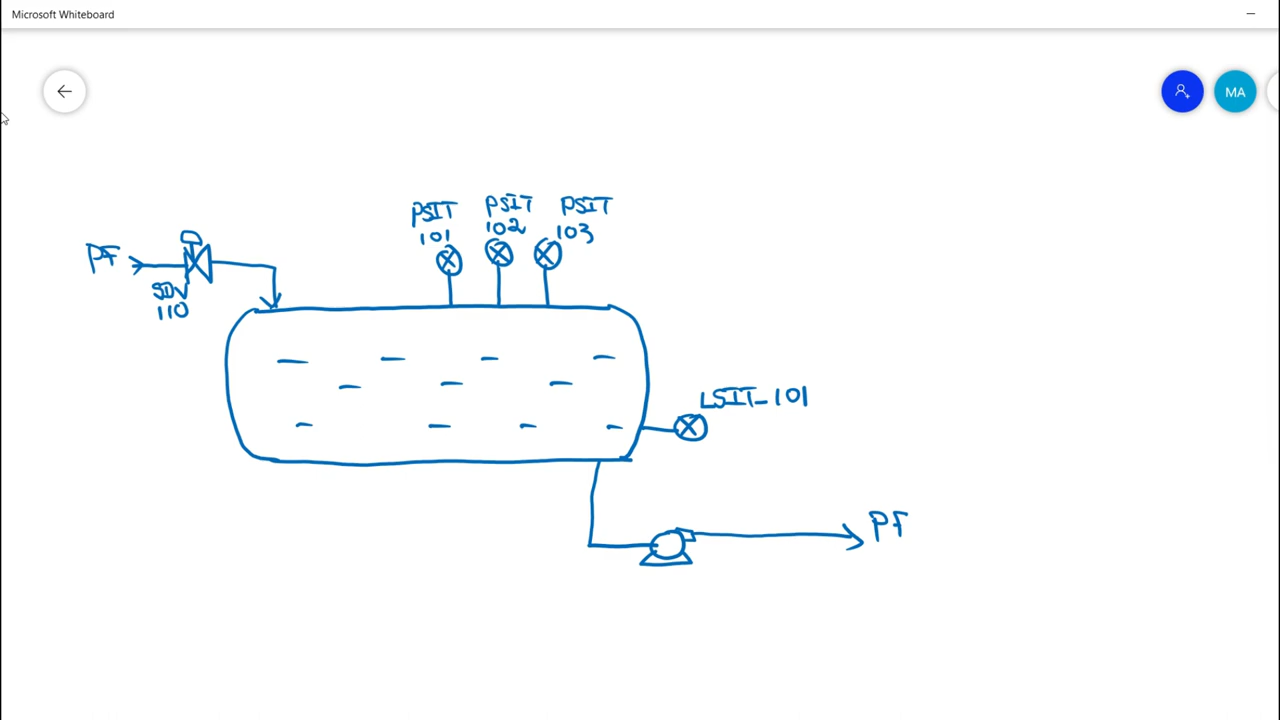 Microsoft Whiteboard
MA
PSIT
101
PSIT
102
PSIT
103
PF
SDV
110
LSIT-101
PF